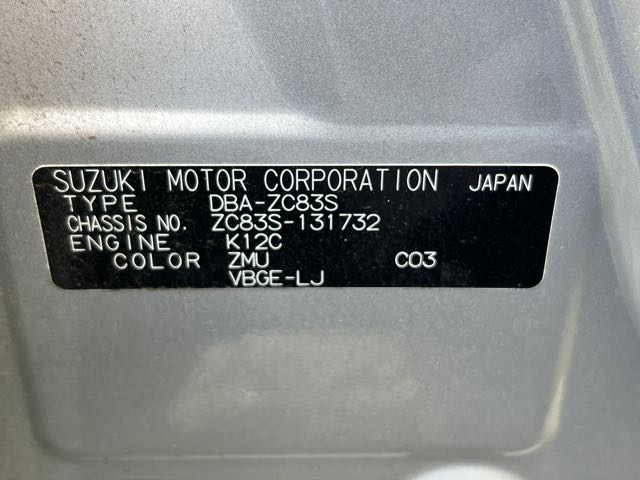 SUZUKI MOTOR CORPORATION JAPAN
TYPE DBA-ZC83S
CHASSIS NO. ZC83S-131732
ENGINE K12C
COLOR ZMU C03
VBGE-LJ